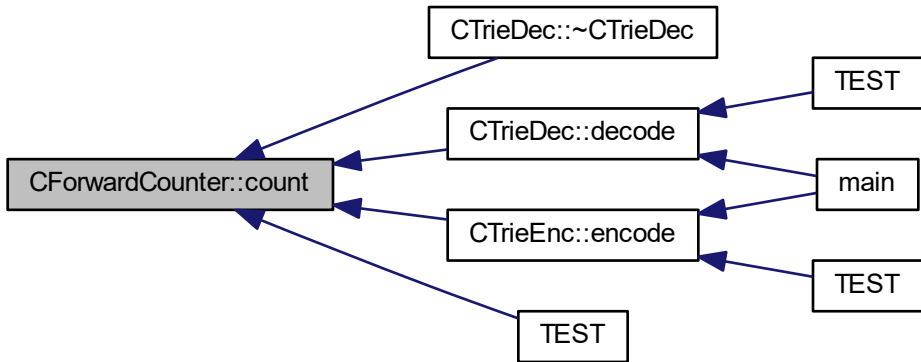 CTrieDec::~CTrieDec
TEST
CTrieDec::decode
CForwardCounter::count
main
CTrieEnc::encode
TEST
TEST